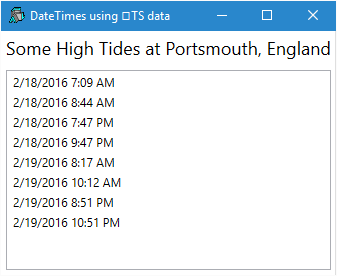 DateTimes using ⎕TS data
Some High Tides at Portsmouth, England
2/18/2016 7:09 AM
2/18/2016 8:44 AM
2/18/2016 7:47 PM
2/18/2016 9:47 PM
2/19/2016 8:17 AM
2/19/2016 10:12 AM
2/19/2016 8:51 PM
2/19/2016 10:51 PM